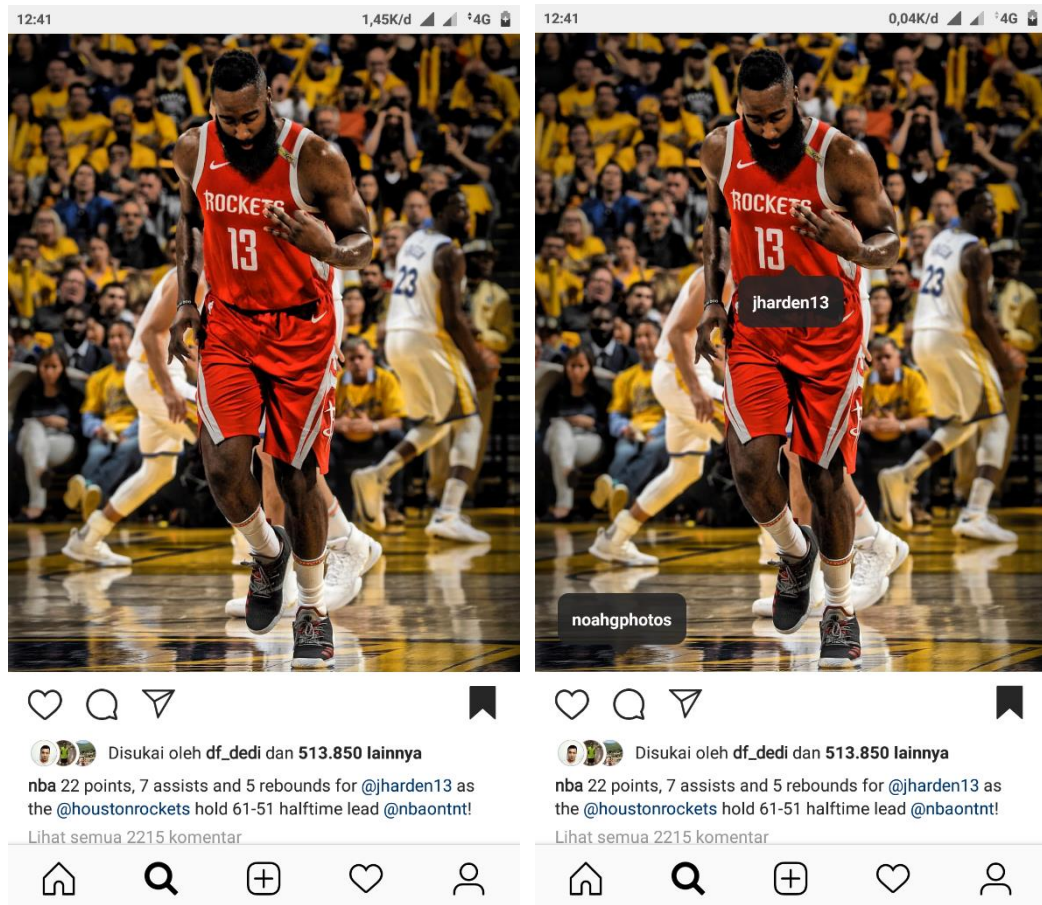 12:41
1,45K/d
4G
ROCKETS
13
23
Disukai oleh df_dedi dan 513.850 lainnya
nba 22 points, 7 assists and 5 rebounds for @jharden13 as
the @houstonrockets hold 61-51 halftime lead @nbaontnt!
Lihat semua 2215 komentar
12:41
0,04K/d
4G
ROCKETS
13
23
jharden13
noahgphotos
Disukai oleh df_dedi dan 513.850 lainnya
nba 22 points, 7 assists and 5 rebounds for @jharden13 as
the @houstonrockets hold 61-51 halftime lead @nbaontnt!
Lihat semua 2215 komentar